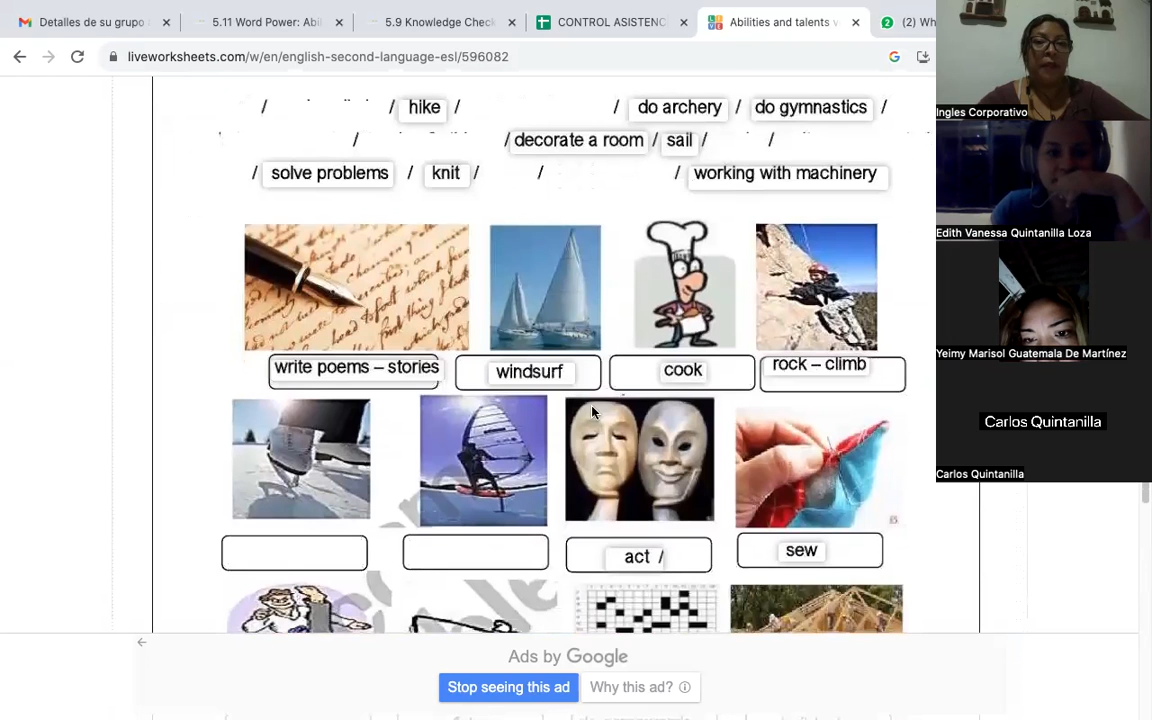 Detalles de su grupo
5.11 Word Power: Abi
5.9 Knowledge Check
CONTROL ASISTENC
Abilities and talents v
(2) Wh
liveworksheets.com/w/en/english-second-language-esl/596082
/ / hike / / do archery / do gymnastics /
/ / decorate a room / sail / /
/ solve problems / knit / / / working with machinery
write poems – stories
windsurf
cook
rock – climb
act /
sew
Ads by Google
Stop seeing this ad
Why this ad?
Ingles Corporativo
Edith Vanessa Quintanilla Loza
Yeimy Marisol Guatemala De Martínez
Carlos Quintanilla
Carlos Quintanilla